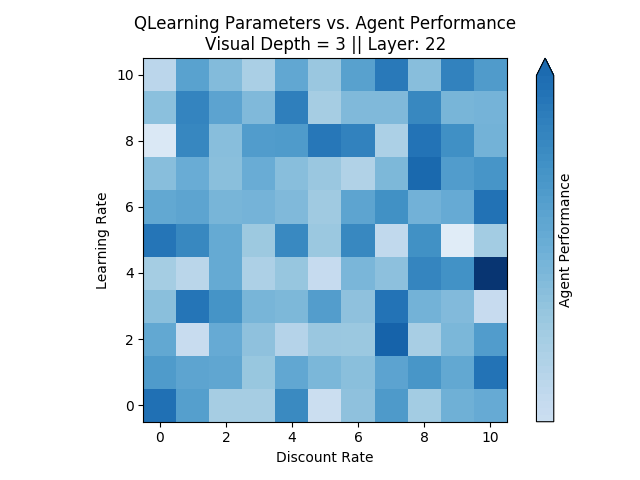 QLearning Parameters vs. Agent Performance
Visual Depth = 3 || Layer: 22
10
8
6
4
2
0
Learning Rate
0 2 4 6 8 10
Discount Rate
Agent Performance